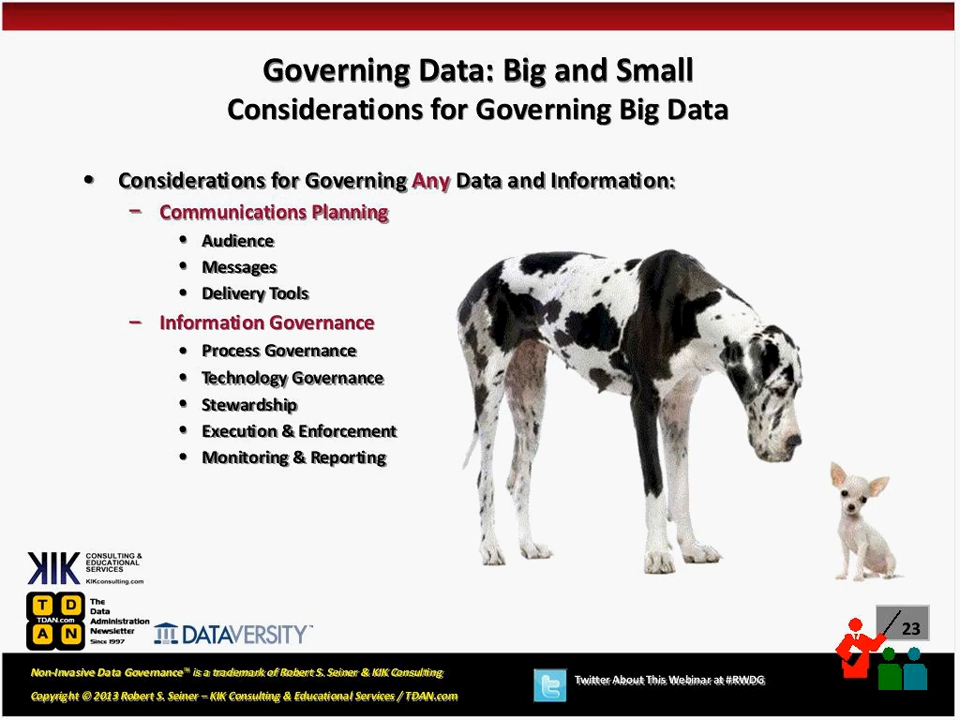 Governing Data: Big and Small
Considerations for Governing Big Data
• Considerations for Governing Any Data and Information:
– Communications Planning
• Audience
• Messages
• Delivery Tools
– Information Governance
• Process Governance
• Technology Governance
• Stewardship
• Execution & Enforcement
• Monitoring & Reporting
KIK CONSULTING &
EDUCATIONAL
SERVICES
KIKconsulting.com
T D
TDAN.com
A N
The
Data
Administration
Newsletter
Since 1997
DATAVERSITY™
23
Non-Invasive Data Governance™ is a trademark of Robert S. Seiner & KIK Consulting
Copyright © 2013 Robert S. Seiner – KIK Consulting & Educational Services / TDAN.com
Twitter About This Webinar at #RWDG